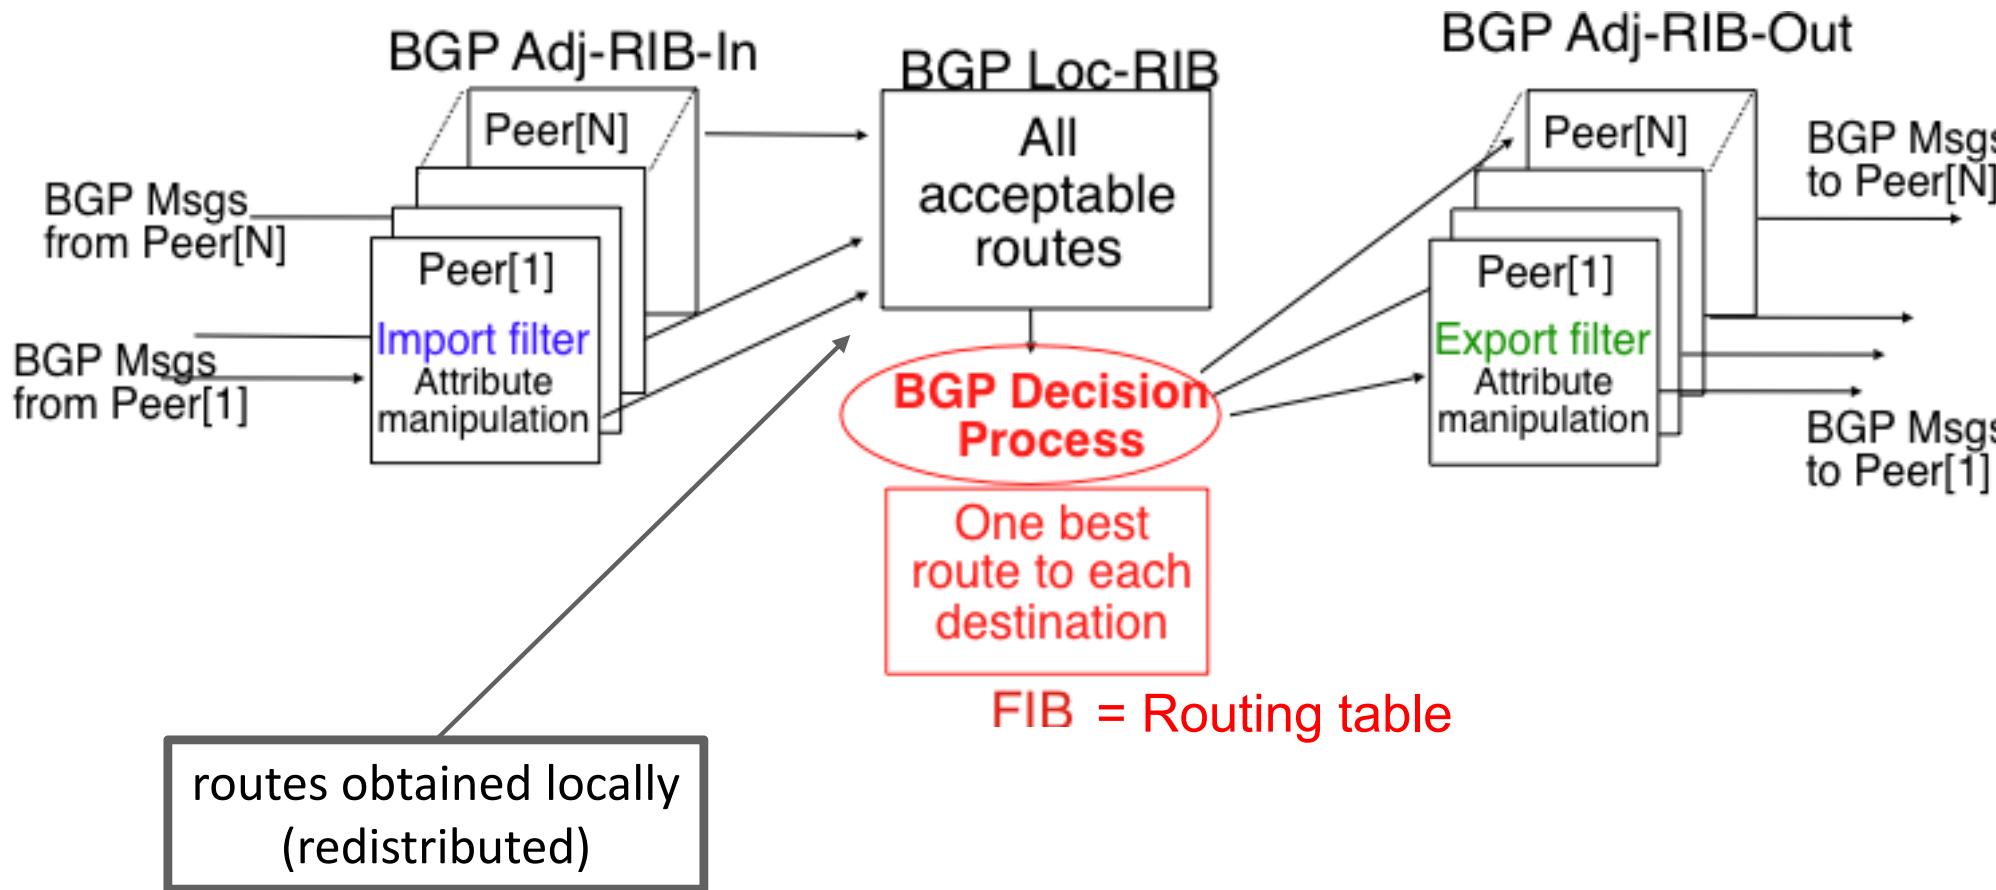 BGP Adj-RIB-In
BGP Loc-RIB
BGP Adj-RIB-Out
Peer[N]
All
acceptable
routes
Peer[N]
BGP Msgs
to Peer[N]
BGP Msgs
from Peer[N]
Peer[1]
Import filter
Attribute
manipulation
BGP Msgs
from Peer[1]
BGP Decision
Process
Peer[1]
Export filter
Attribute
manipulation
BGP Msgs
to Peer[1]
One best
route to each
destination
FIB = Routing table
routes obtained locally
(redistributed)